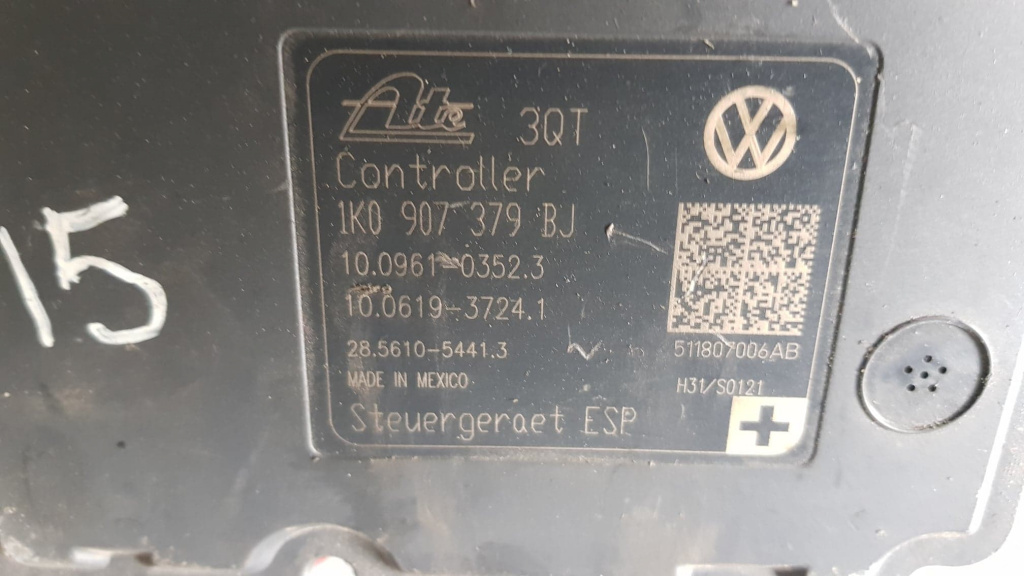 Ate 3QT
Controller
1K0 907 379 BJ
10.0961-0352.3
10.0619-3724.1
28.5610-5441.3
511807006AB
MADE IN MEXICO
H31/S0121
Steuergeraet ESP
15